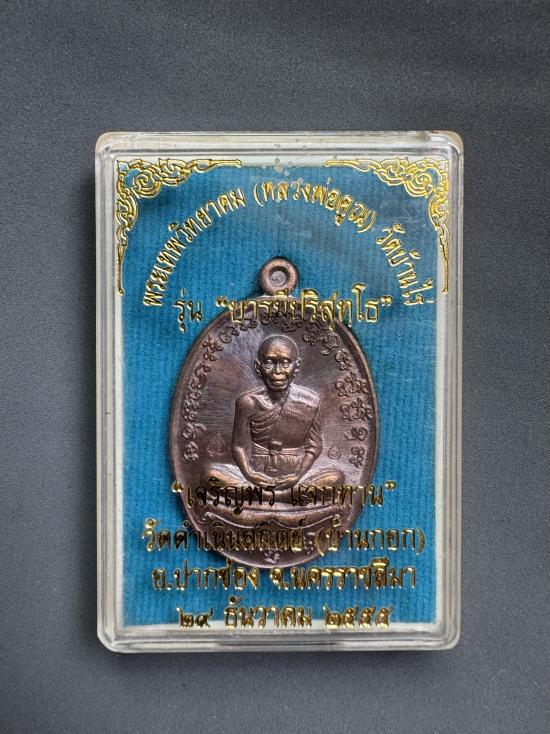 พระเทพวิทยาคม (หลวงพ่อคูณ) วัดบ้านไร่
รุ่น "บารมีปริสุทฺโธ"
"เจริญพร แจกทาน"
วัดดำเนินสถิตย์ (บ้านกอก)
อ.ปากช่อง จ.นครราชสีมา
๒๙ ธันวาคม ๒๕๕๕